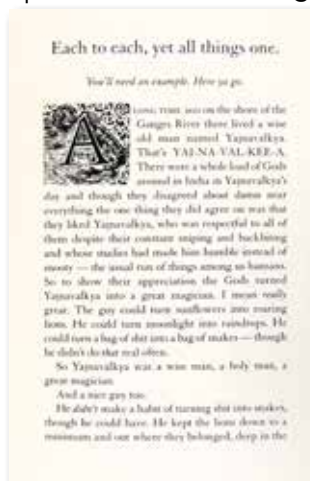 Each to each, yet all things one.
You'll need an example. Here ya go.
A LONG TIME AGO on the shore of the
Ganges River there lived a wise
old man named Yajnavalkya.
That's YAJ-NA-VAL-KEE-A.
There were a whole load of Gods
around in India in Yajnavalkya's
day and though they disagreed about damn near
everything the one thing they did agree on was that
they liked Yajnavalkya, who was respectful to all of
them despite their constant sniping and backbiting
and whose studies had made him humble instead of
snooty — the usual run of things among us humans.
So to show their appreciation the Gods turned
Yajnavalkya into a great magician. I mean really
great. The guy could turn sunflowers into roaring
lions. He could turn moonlight into raindrops. He
could turn a bag of shit into a bag of snakes — though
he didn't do that real often.
So Yajnavalkya was a wise man, a holy man, a
great magician.
And a nice guy too.
He didn't make a habit of turning shit into snakes,
though he could have. He kept the lions down to a
minimum and out where they belonged, deep in the